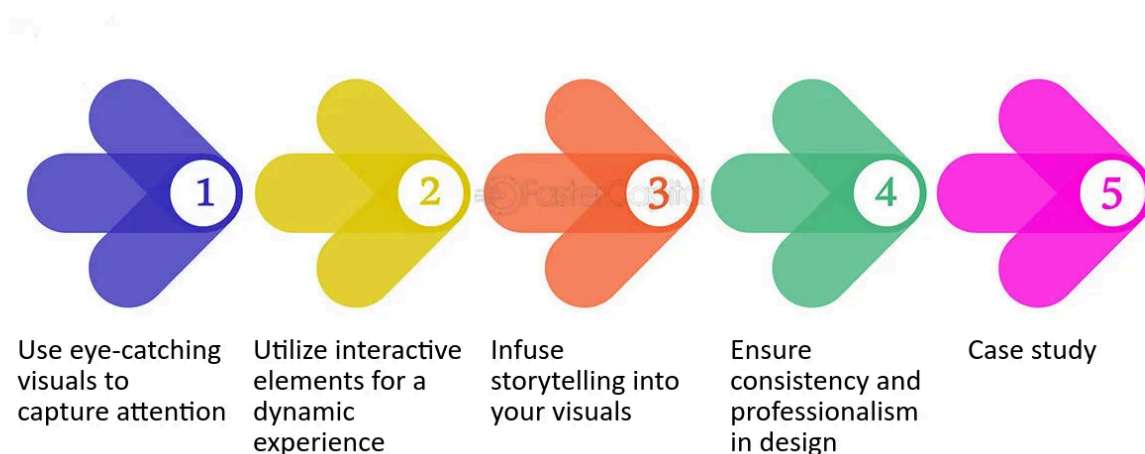 1
2
3
4
5
FasterCapital
Use eye-catching
visuals to
capture attention
Utilize interactive
elements for a
dynamic
experience
Infuse
storytelling into
your visuals
Ensure
consistency and
professionalism
in design
Case study